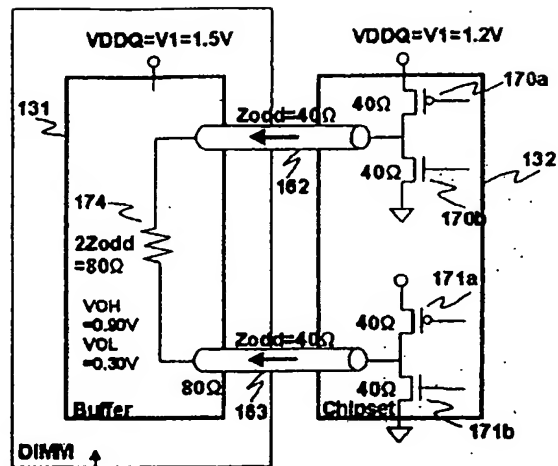 VDDQ=V1=1.5V
VDDQ=V1=1.2V
131
170a
Zodd=40Ω
40Ω
132
174
162
40Ω
170b
2Zodd
=80Ω
171a
VOH
=0.90V
VOL
=0.30V
Zodd=40Ω
40Ω
80Ω
40Ω
163
Buffer
Chipset
171b
DIMM